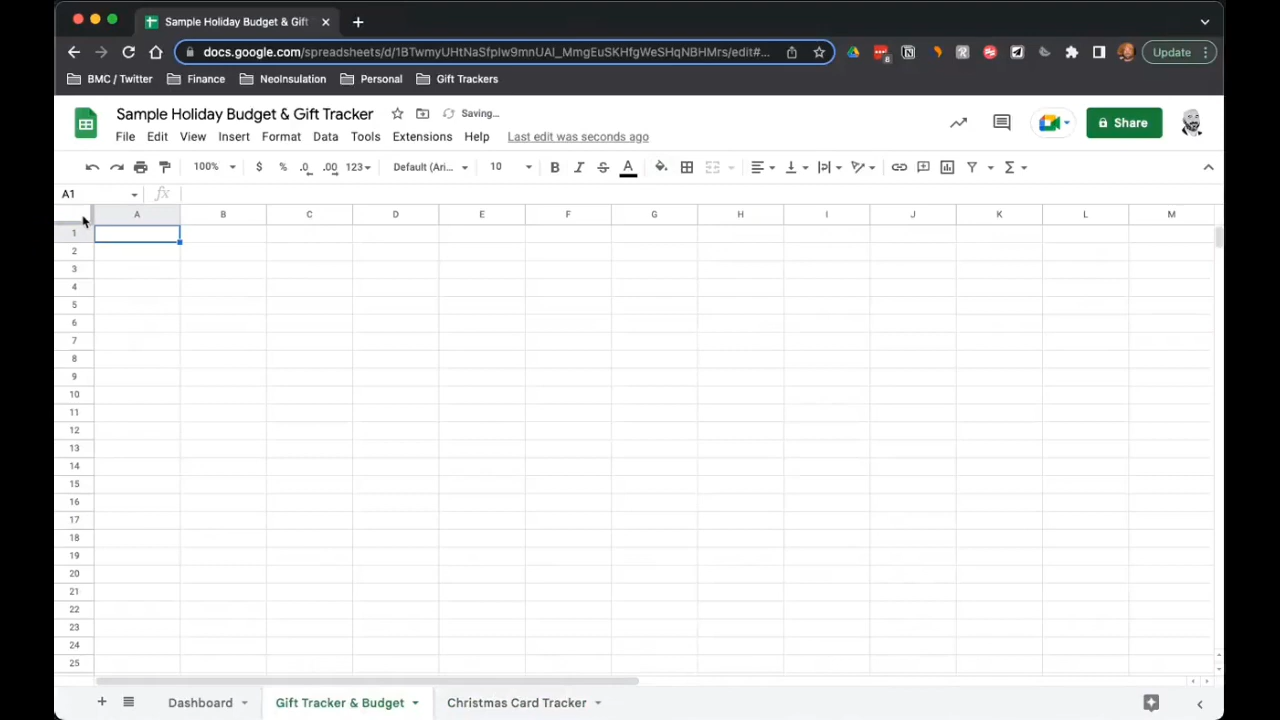 Sample Holiday Budget & Gift
docs.google.com/spreadsheets/d/1BTwmyUHtNaSfpIw9mnUAI_MmgEuSKHfgWeSHqNBHMrs/edit#...
8
Update
BMC / Twitter
Finance
NeoInsulation
Personal
Gift Trackers
Sample Holiday Budget & Gift Tracker
Saving...
File Edit View Insert Format Data Tools Extensions Help Last edit was seconds ago
Share
100% $ % .0 .00 123 Default (Ari... 10 B I S A Σ
A1 fx
A B C D E F G H I J K L M
1
2
3
4
5
6
7
8
9
10
11
12
13
14
15
16
17
18
19
20
21
22
23
24
25
+ Dashboard Gift Tracker & Budget Christmas Card Tracker